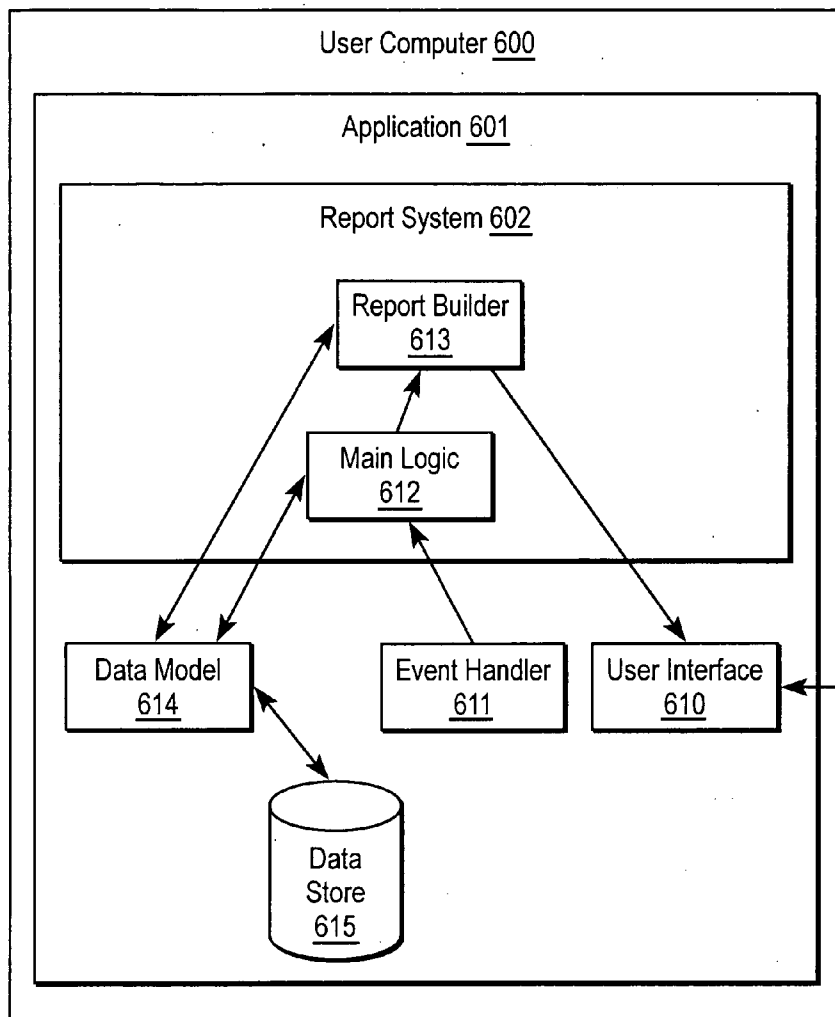 User Computer 600
Application 601
Report System 602
Report Builder
613
Main Logic
612
Data Model
614
Event Handler
611
User Interface
610
Data
Store
615